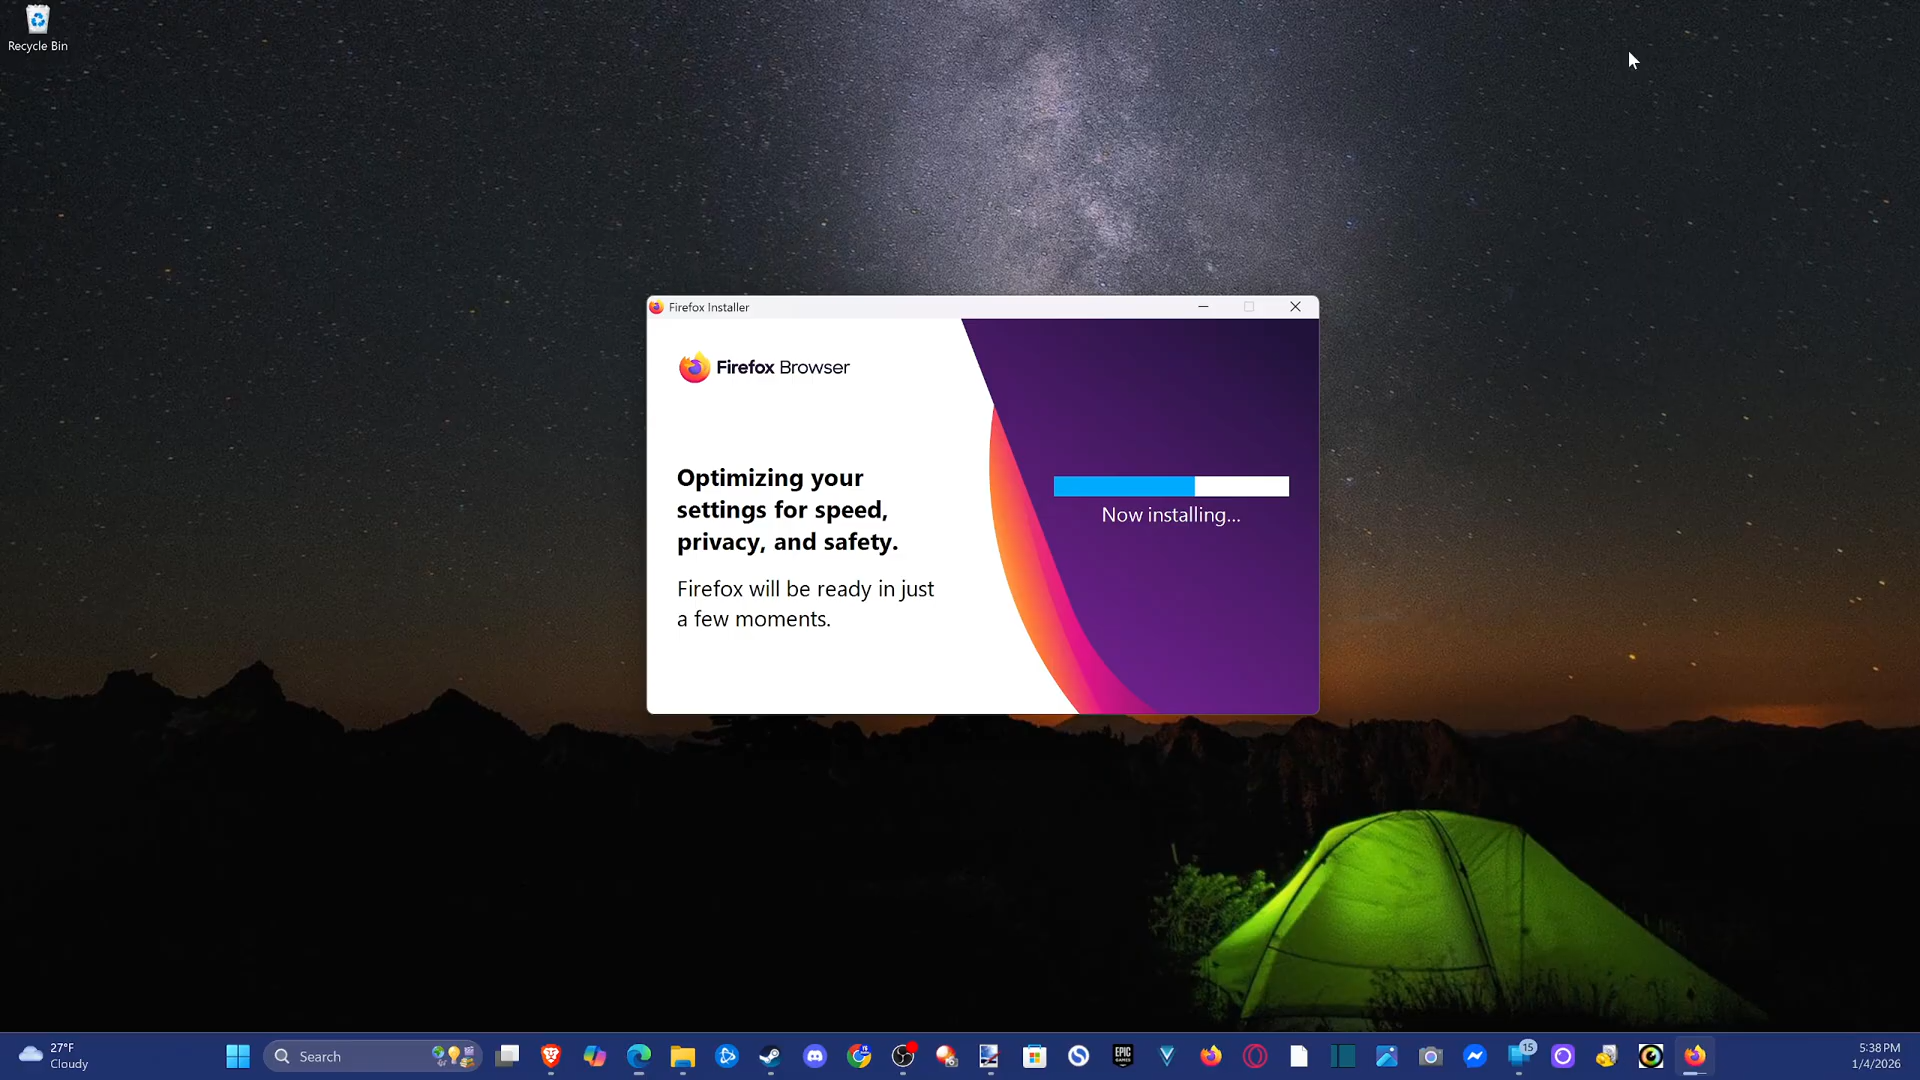 Recycle Bin
Firefox Installer
Firefox Browser
Optimizing your
settings for speed,
privacy, and safety.
Firefox will be ready in just
a few moments.
Now installing...
27°F
Cloudy
Search
EPIC
GAMES
15
5:38 PM
1/4/2026